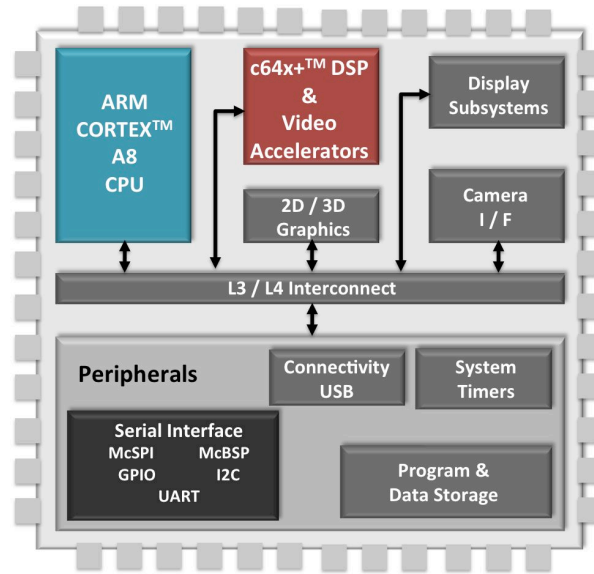 ARM
CORTEX™
A8
CPU
c64x+™ DSP
&
Video
Accelerators
Display
Subsystems
2D / 3D
Graphics
Camera
I / F
L3 / L4 Interconnect
Peripherals
Connectivity
USB
System
Timers
Serial Interface
McSPI McBSP
GPIO I2C
UART
Program &
Data Storage